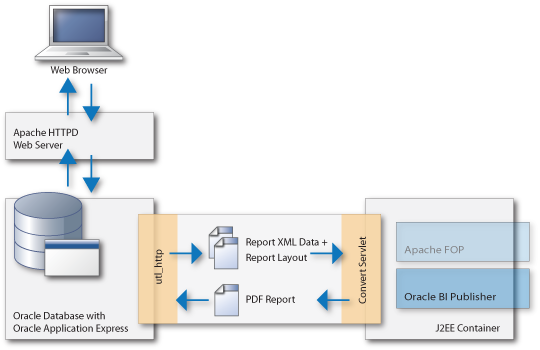 Web Browser
Apache HTTPD
Web Server
utl_http
Report XML Data +
Report Layout
Convert Servlet
Apache FOP
PDF Report
Oracle BI Publisher
Oracle Database with
Oracle Application Express
J2EE Container